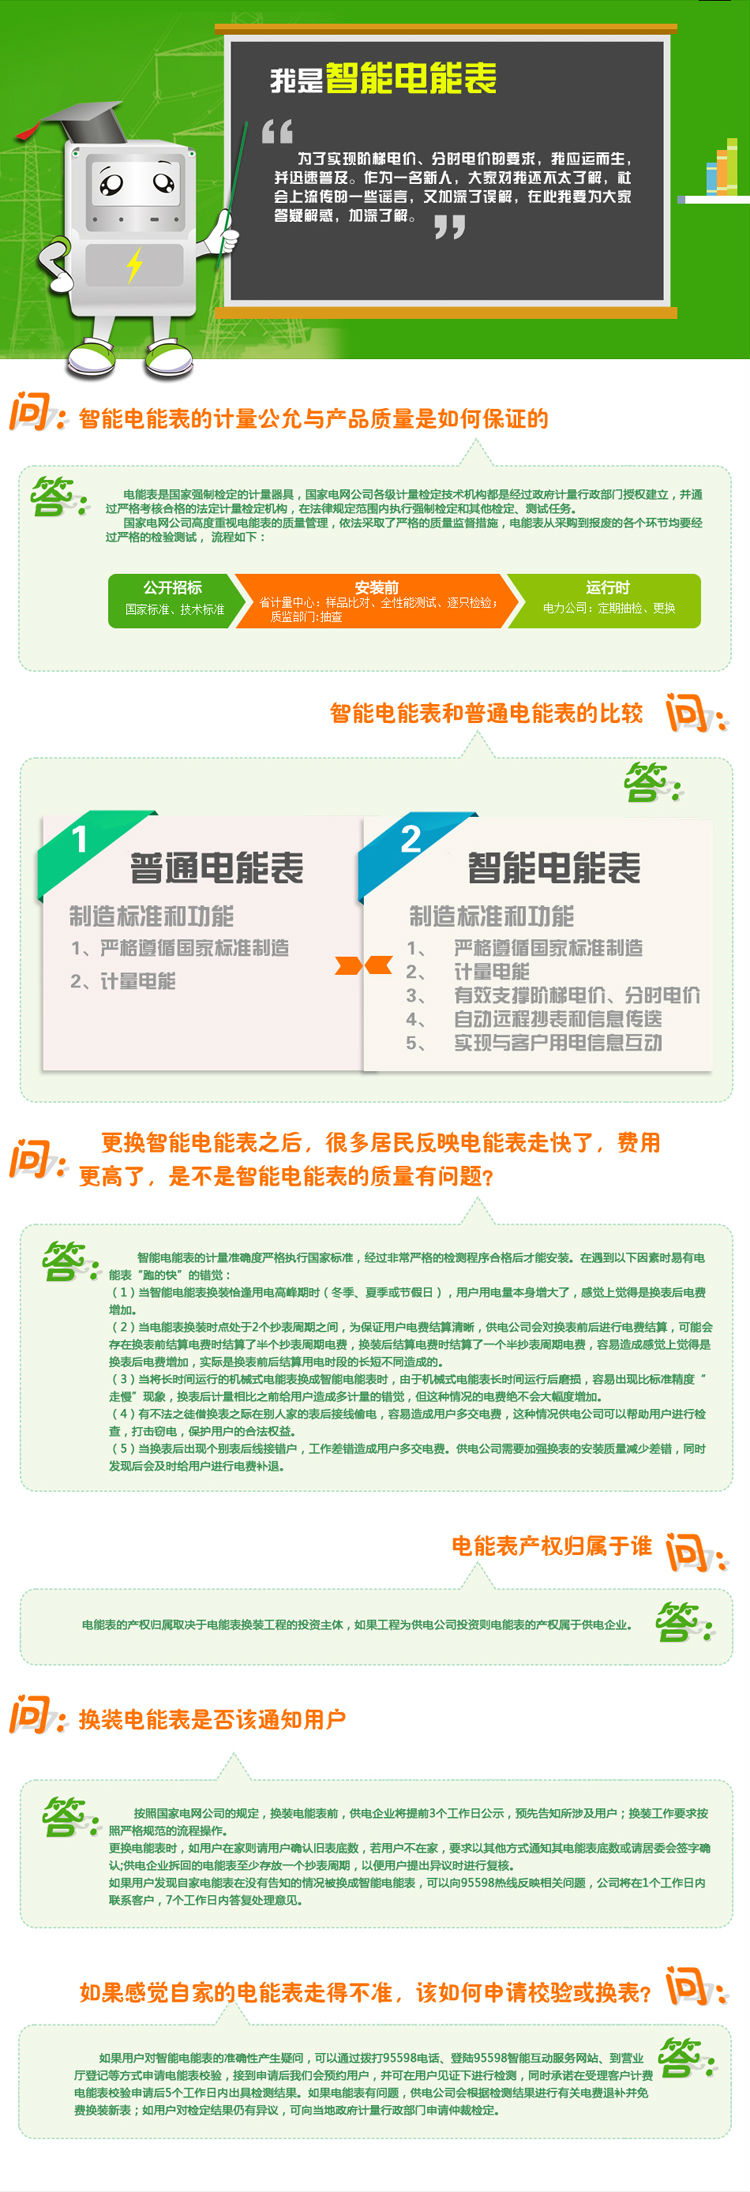 我是智能电能表
“
为了实现阶梯电价、分时电价的要求，我应运而生，
并迅速普及。作为一名新人，大家对我还不太了解，社
会上流传的一些谣言，又加深了误解，在此我要为大家
答疑解惑，加深了解。
”
问：智能电能表的计量公允与产品质量是如何保证的
答：
电能表是国家强制检定的计量器具，国家电网公司各级计量检定技术机构都是经过政府计量行政部门授权建立，并通
过严格考核合格的法定计量检定机构，在法律规定范围内执行强制检定和其他检定、测试任务。
国家电网公司高度重视电能表的质量管理，依法采取了严格的质量监督措施，电能表从采购到报废的各个环节均要经
过严格的检验测试， 流程如下：
公开招标
国家标准、技术标准
安装前
省计量中心：样品比对、全性能测试、逐只检验；
质监部门:抽查
运行时
电力公司：定期抽检、更换
智能电能表和普通电能表的比较 问：
答：
1
普通电能表
制造标准和功能
1、严格遵循国家标准制造
2、计量电能
2
智能电能表
制造标准和功能
1、 严格遵循国家标准制造
2、 计量电能
3、 有效支撑阶梯电价、分时电价
4、 自动远程抄表和信息传送
5、 实现与客户用电信息互动
问：更换智能电能表之后，很多居民反映电能表走快了，费用
更高了，是不是智能电能表的质量有问题？
答：
智能电能表的计量准确度严格执行国家标准，经过非常严格的检测程序合格后才能安装。在遇到以下因素时易有电
能表“跑的快”的错觉：
（1）当智能电能表换装恰逢用电高峰期时（冬季、夏季或节假日），用户用电量本身增大了，感觉上觉得是换表后电费
增加。
（2）当电能表换装时点处于2个抄表周期之间，为保证用户电费结算清晰，供电公司会对换表前后进行电费结算，可能会
存在换表前结算电费时结算了半个抄表周期电费，换装后结算电费时结算了一个半抄表周期电费，容易造成感觉上觉得是
换表后电费增加，实际是换表前后结算用电时段的长短不同造成的。
（3）当将长时间运行的机械式电能表换成智能电能表时，由于机械式电能表长时间运行后磨损，容易出现比标准精度“
走慢”现象，换表后计量相比之前给用户造成多计量的错觉，但这种情况的电费绝不会大幅度增加。
（4）有不法之徒借换表之际在别人家的表后接线偷电，容易造成用户多交电费，这种情况供电公司可以帮助用户进行检
查，打击窃电，保护用户的合法权益。
（5）当换表后出现个别表后线接错户，工作差错造成用户多交电费。供电公司需要加强换表的安装质量减少差错，同时
发现后会及时给用户进行电费补退。
电能表产权归属于谁 问：
电能表的产权归属取决于电能表换装工程的投资主体，如果工程为供电公司投资则电能表的产权属于供电企业。
答：
问：换装电能表是否该通知用户
答：
按照国家电网公司的规定，换装电能表前，供电企业将提前3个工作日公示，预先告知所涉及用户；换装工作要求按
照严格规范的流程操作。
更换电能表时，如用户在家则请用户确认旧表底数，若用户不在家，要求以其他方式通知其电能表底数或请居委会签字确
认;供电企业拆回的电能表至少存放一个抄表周期，以便用户提出异议时进行复核。
如果用户发现自家电能表在没有告知的情况被换成智能电能表，可以向95598热线反映相关问题，公司将在1个工作日内
联系客户，7个工作日内答复处理意见。
如果感觉自家的电能表走得不准，该如何申请校验或换表？ 问：
答：
如果用户对智能电能表的准确性产生疑问，可以通过拨打95598电话、登陆95598智能互动服务网站、到营业
厅登记等方式申请电能表校验，接到申请后我们会预约用户，并可在用户见证下进行检测，同时承诺在受理客户计费
电能表校验申请后5个工作日内出具检测结果。如果电能表有问题，供电公司会根据检测结果进行有关电费退补并免
费换装新表；如用户对检定结果仍有异议，可向当地政府计量行政部门申请仲裁检定。